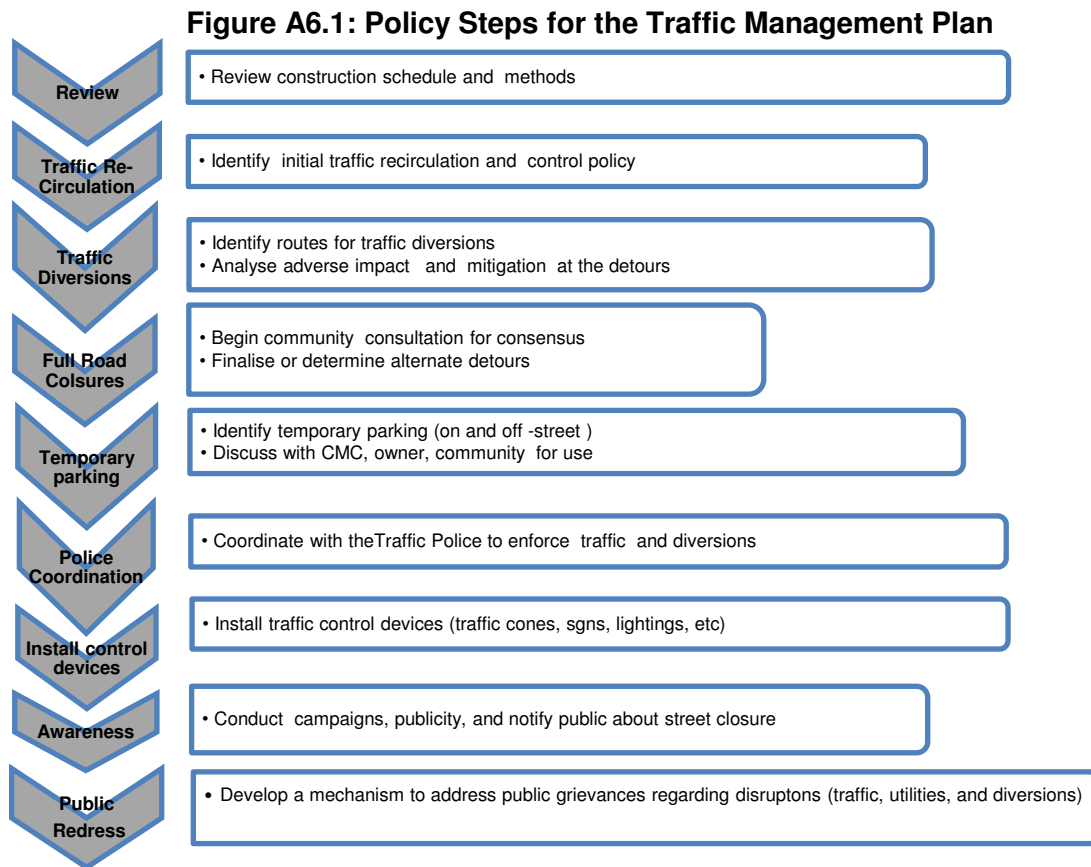 Figure A6.1: Policy Steps for the Traffic Management Plan
Review
• Review construction schedule and methods
Traffic Re-
Circulation
• Identify initial traffic recirculation and control policy
Traffic
Diversions
• Identify routes for traffic diversions
• Analyse adverse impact and mitigation at the detours
Full Road
Colsures
• Begin community consultation for consensus
• Finalise or determine alternate detours
Temporary
parking
• Identify temporary parking (on and off -street )
• Discuss with CMC, owner, community for use
Police
Coordination
• Coordinate with theTraffic Police to enforce traffic and diversions
Install control
devices
• Install traffic control devices (traffic cones, sgns, lightings, etc)
Awareness
• Conduct campaigns, publicity, and notify public about street closure
Public
Redress
• Develop a mechanism to address public grievances regarding disruptons (traffic, utilities, and diversions)